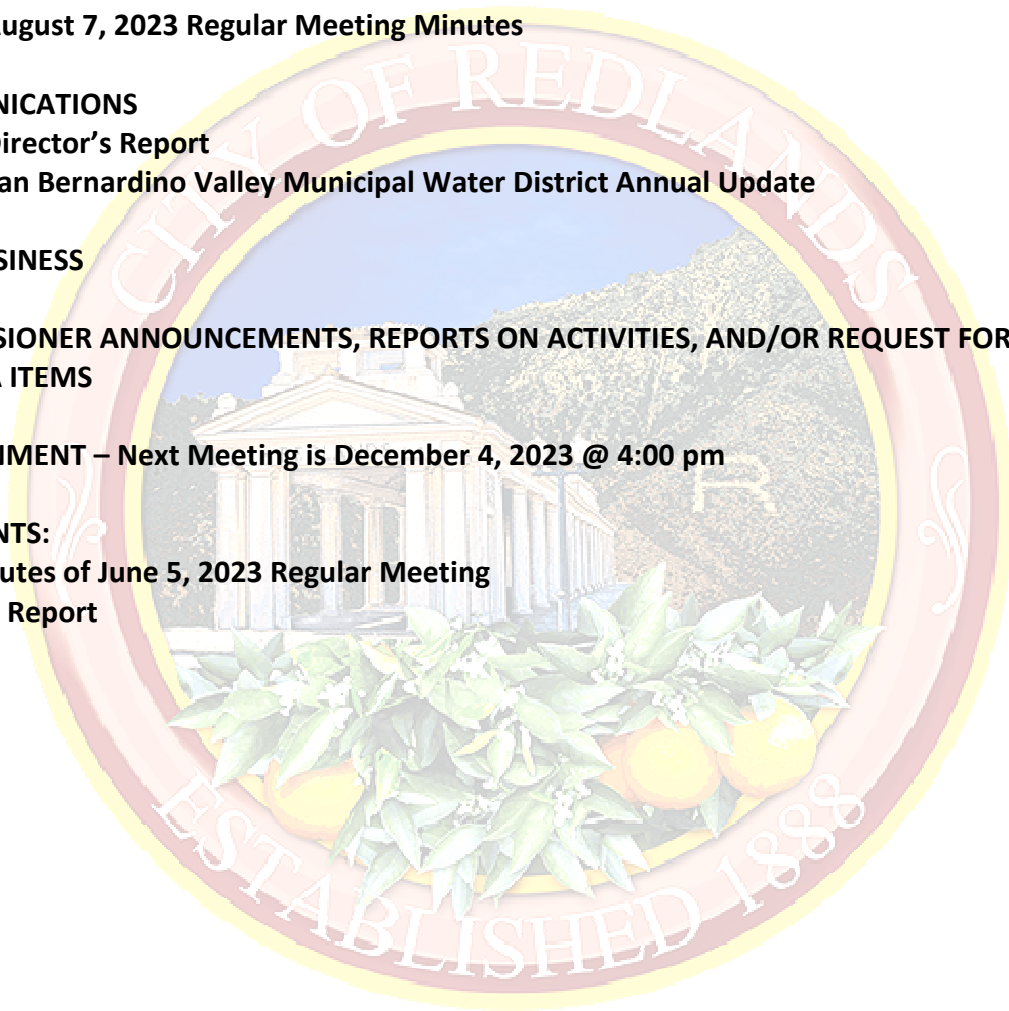 ugust 7, 2023 Regular Meeting Minutes
NICATIONS
Director’s Report
an Bernardino Valley Municipal Water District Annual Update
SINESS
SIONER ANNOUNCEMENTS, REPORTS ON ACTIVITIES, AND/OR REQUEST FOR
A ITEMS
NMENT – Next Meeting is December 4, 2023 @ 4:00 pm
NTS:
utes of June 5, 2023 Regular Meeting
Report
CITY OF REDLANDS
ESTABLISHED 1888
R